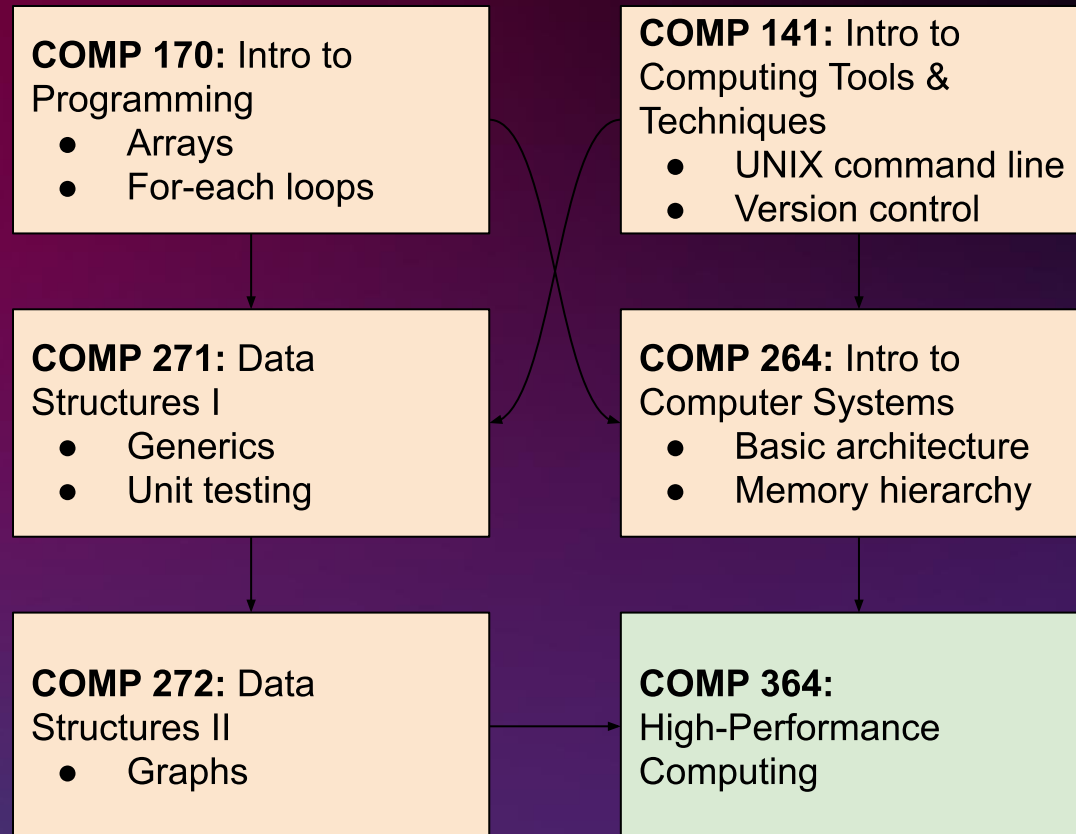 COMP 170: Intro to
Programming
● Arrays
● For-each loops
COMP 141: Intro to
Computing Tools &
Techniques
● UNIX command line
● Version control
COMP 271: Data
Structures I
● Generics
● Unit testing
COMP 264: Intro to
Computer Systems
● Basic architecture
● Memory hierarchy
COMP 272: Data
Structures II
● Graphs
COMP 364:
High-Performance
Computing